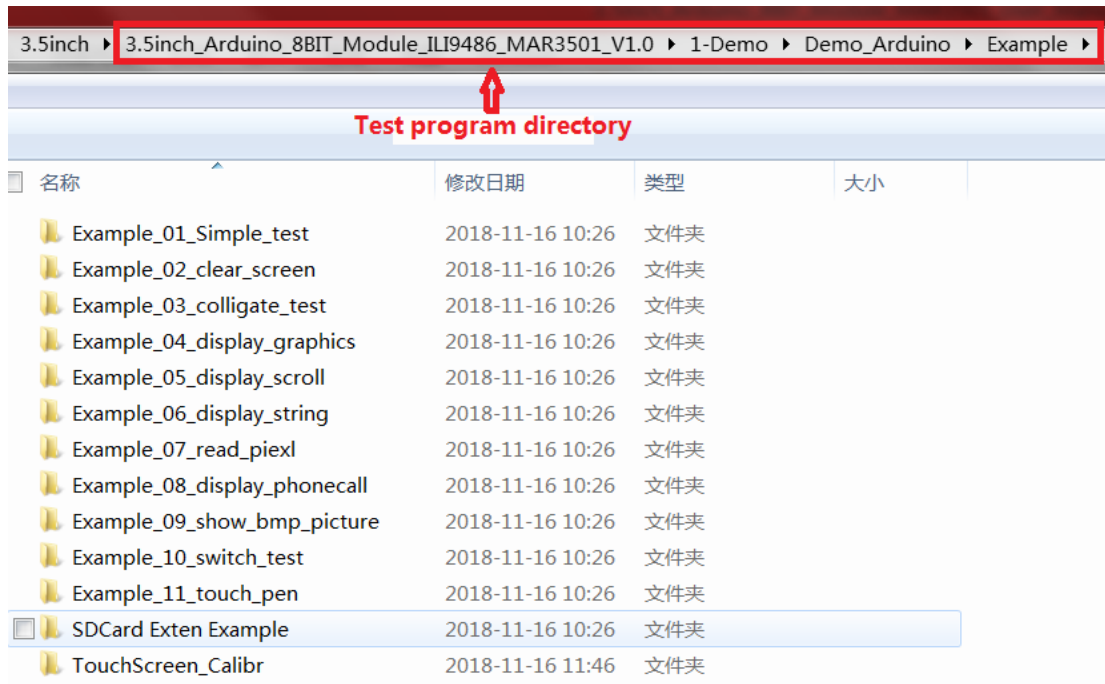 3.5inch ▸ 3.5inch_Arduino_8BIT_Module_ILI9486_MAR3501_V1.0 ▸ 1-Demo ▸ Demo_Arduino ▸ Example ▸
Test program directory
名称 修改日期 类型 大小
Example_01_Simple_test 2018-11-16 10:26 文件夹
Example_02_clear_screen 2018-11-16 10:26 文件夹
Example_03_colligate_test 2018-11-16 10:26 文件夹
Example_04_display_graphics 2018-11-16 10:26 文件夹
Example_05_display_scroll 2018-11-16 10:26 文件夹
Example_06_display_string 2018-11-16 10:26 文件夹
Example_07_read_piexl 2018-11-16 10:26 文件夹
Example_08_display_phonecall 2018-11-16 10:26 文件夹
Example_09_show_bmp_picture 2018-11-16 10:26 文件夹
Example_10_switch_test 2018-11-16 10:26 文件夹
Example_11_touch_pen 2018-11-16 10:26 文件夹
SDCard Exten Example 2018-11-16 10:26 文件夹
TouchScreen_Calibr 2018-11-16 11:46 文件夹